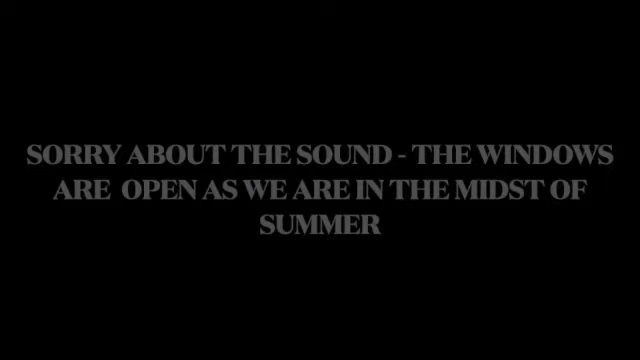 SORRY ABOUT THE SOUND - THE WINDOWS
ARE  OPEN AS WE ARE IN THE MIDST OF
SUMMER